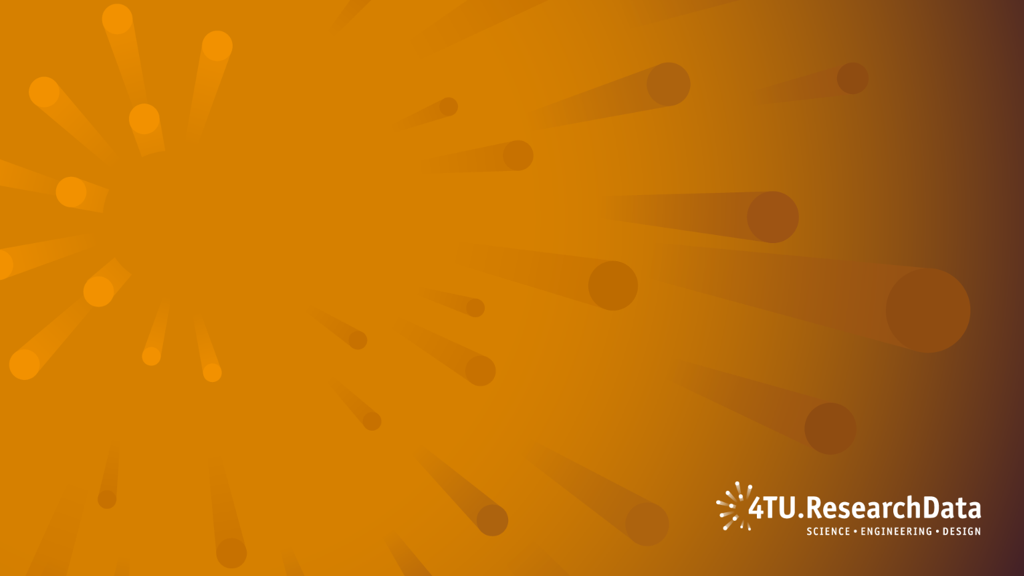 4TU.ResearchData
SCIENCE • ENGINEERING • DESIGN